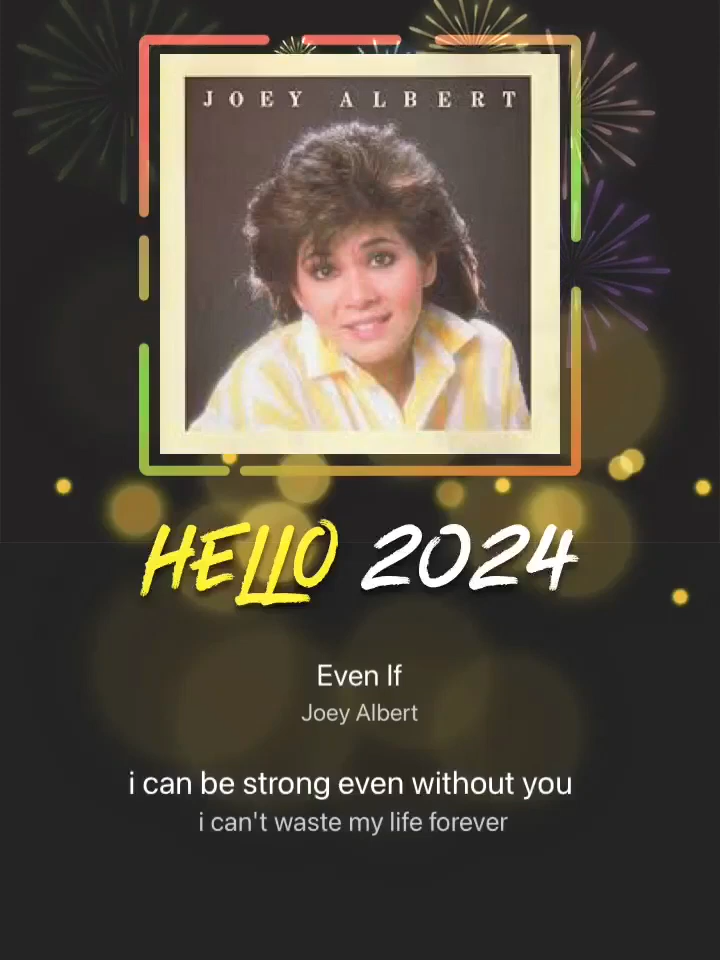 JOEY ALBERT
HELLO 2024
Even If
Joey Albert
i can be strong even without you
i can't waste my life forever